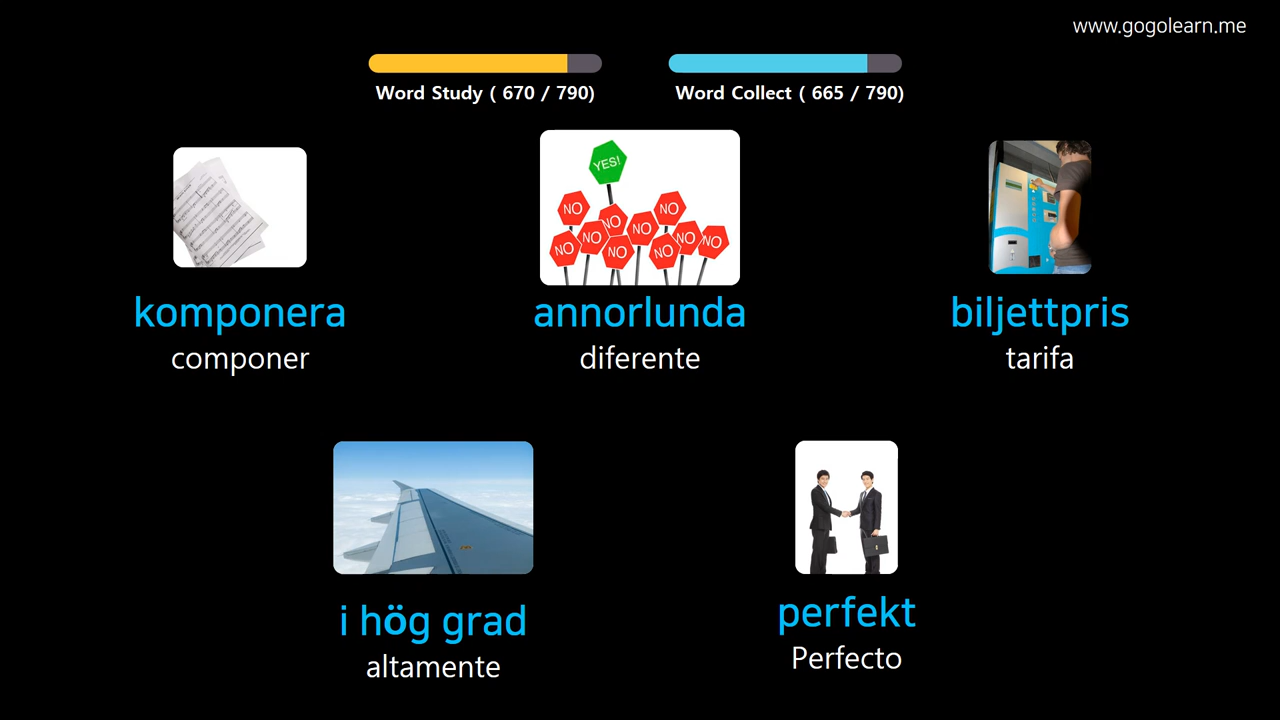 www.gogolearn.me
Word Study ( 670 / 790)
Word Collect ( 665 / 790)
YES!
NO
NO
NO
NO
NO
NO
NO
NO
NO
NO
komponera
componer
annorlunda
diferente
biljettpris
tarifa
i hög grad
altamente
perfekt
Perfecto